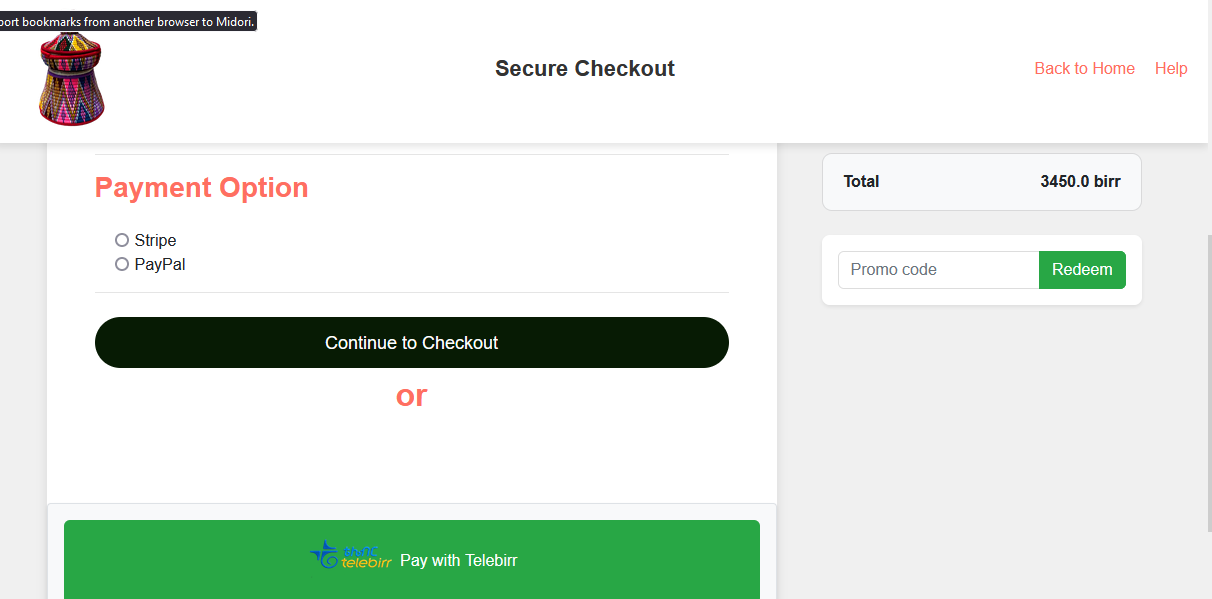 port bookmarks from another browser to Midori.
Secure Checkout
Back to Home
Help
Payment Option
Stripe
PayPal
Continue to Checkout
or
Total
3450.0 birr
Promo code
Redeem
telebirr
Pay with Telebirr